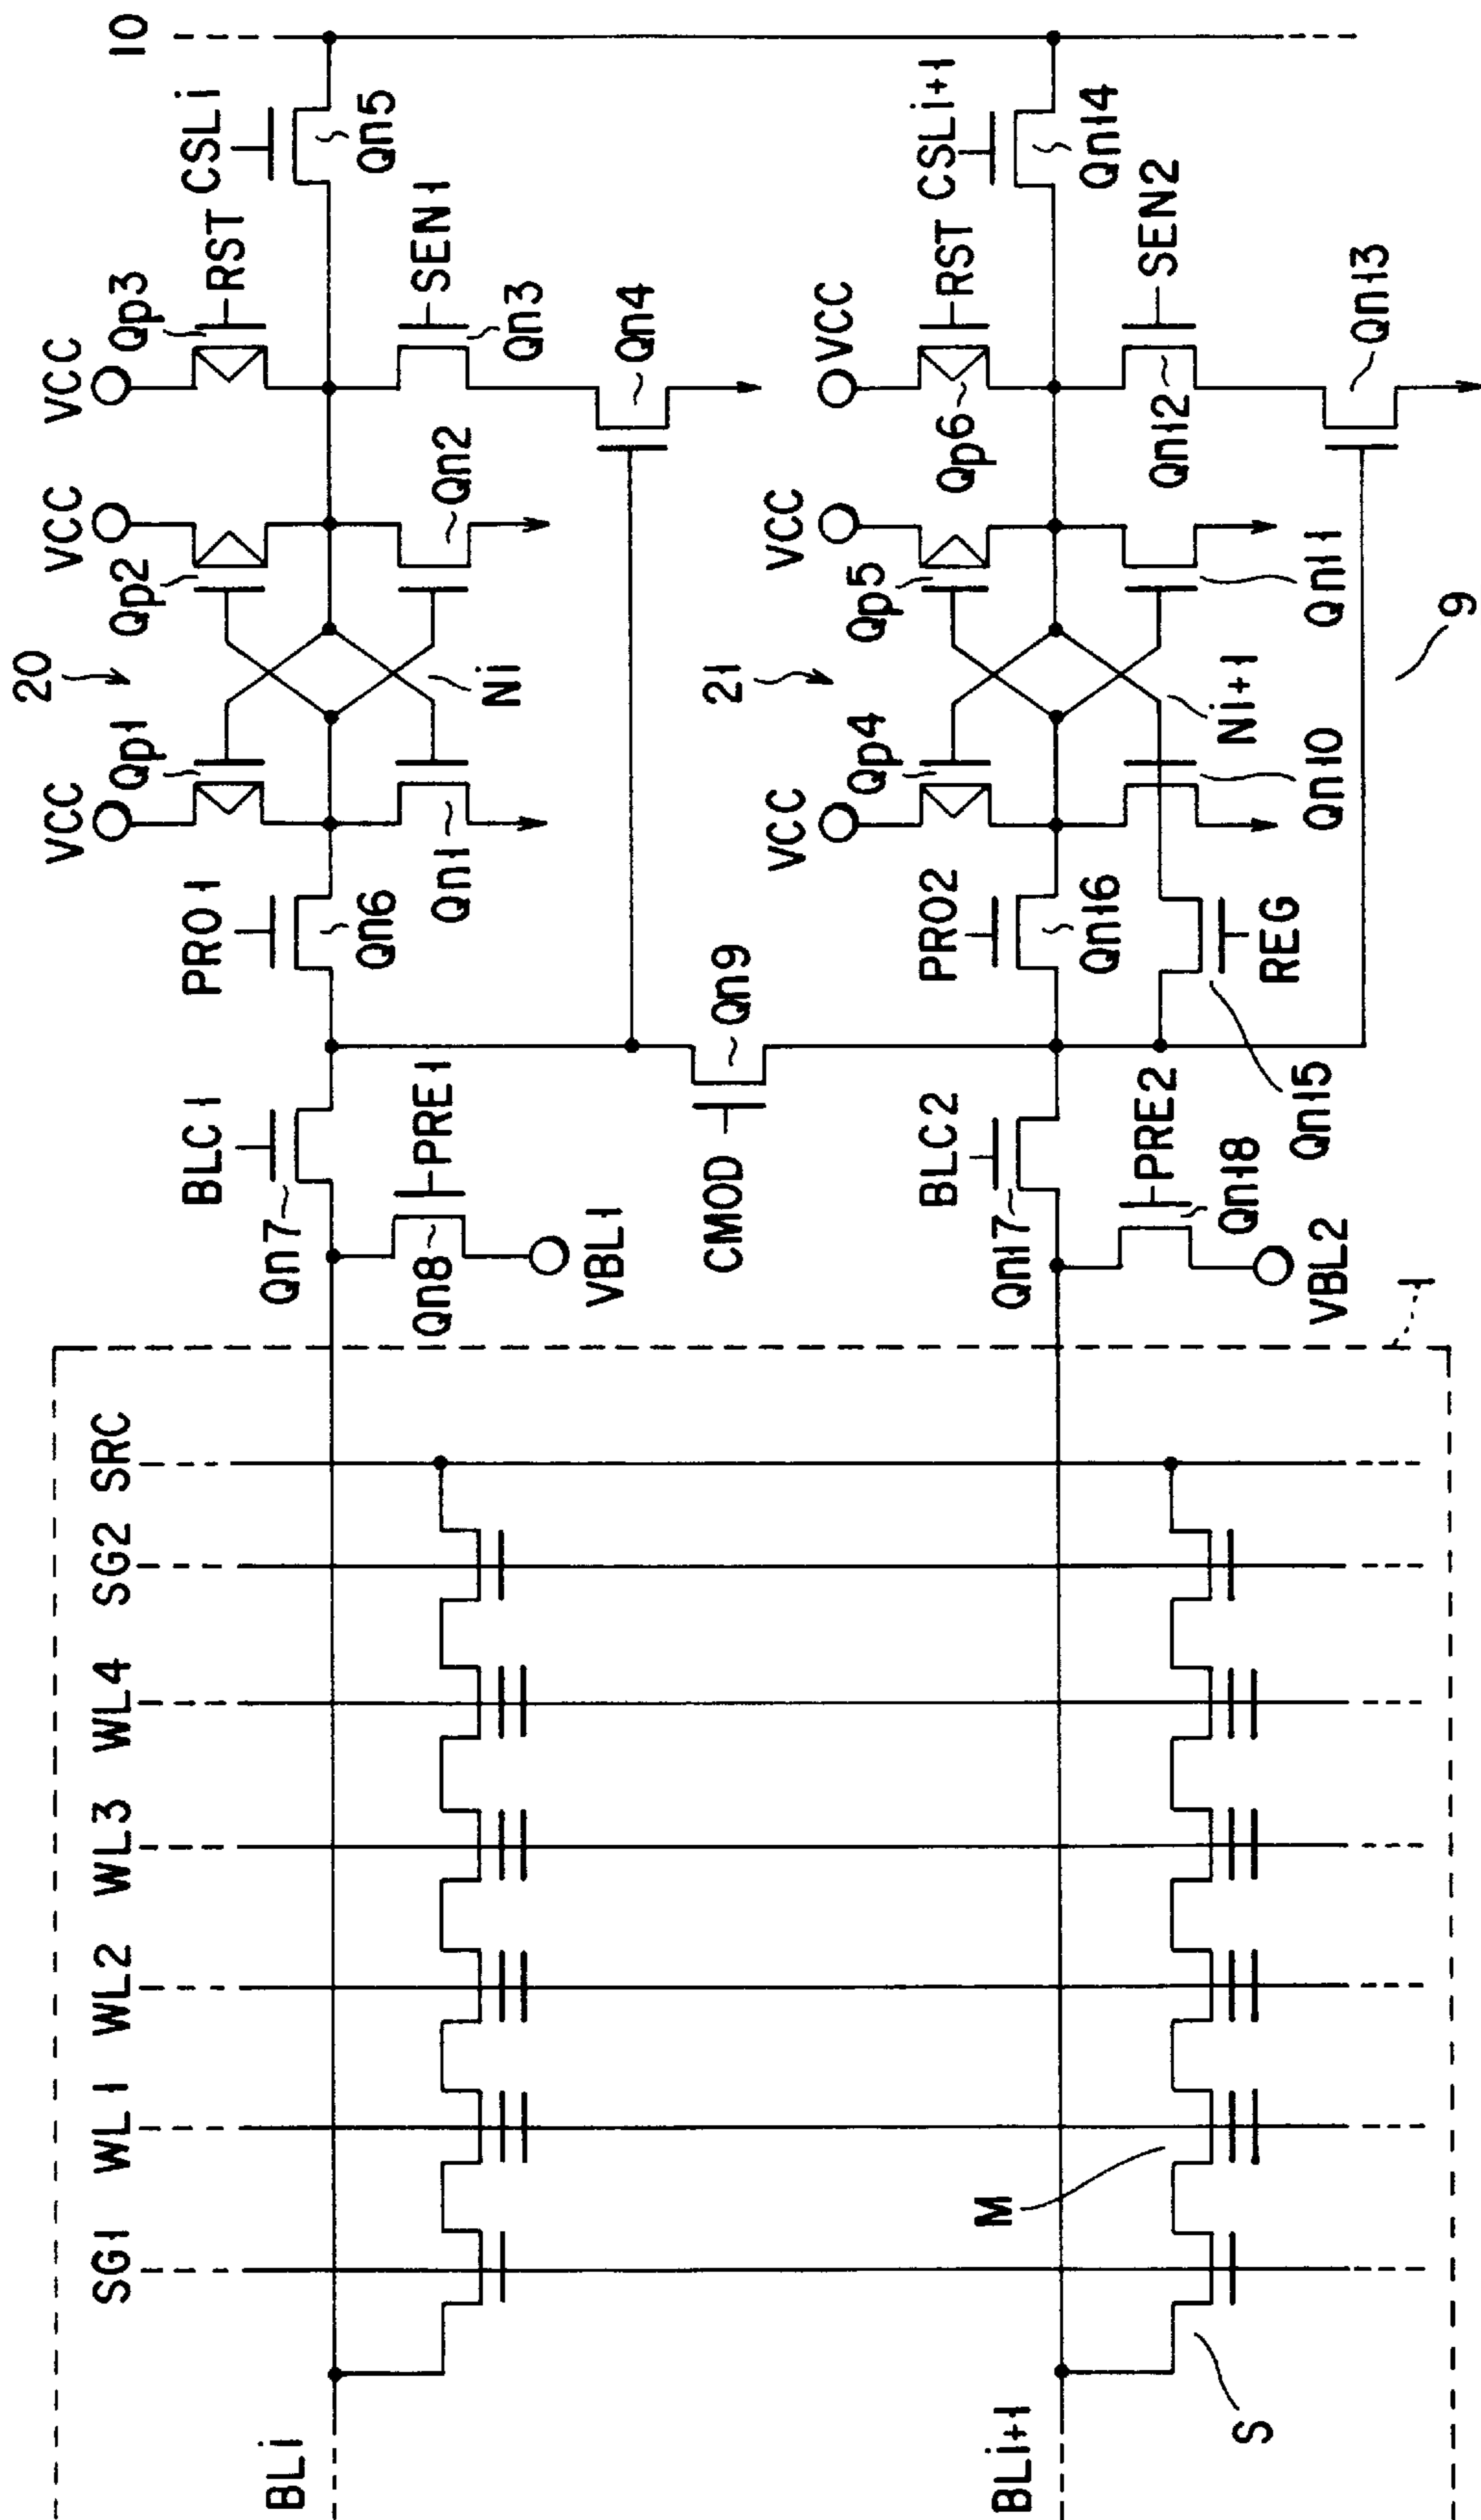 SG1
WL1
WL2
WL3
WL4
SG2
SRC
BLi
Qn7
BLC1
PRO1
Qn6
VCC
Qp1
20
Qp2
VCC
VCC
Qp3
RST
CSLi
Qn5
IO
Qn8
PRE1
VBL1
Qn1
Ni
Qn2
SEN1
Qn3
Qn4
CMOD
Qn9
BLi+1
M
S
Qn17
BLC2
PRO2
Qn16
VCC
Qp4
21
Qp5
VCC
VCC
Qp6
RST
CSLi+1
Qn14
PRE2
Qn18
VBL2
Qn15
REG
Qn10
Ni+1
Qn11
Qn12
SEN2
Qn13
1
9